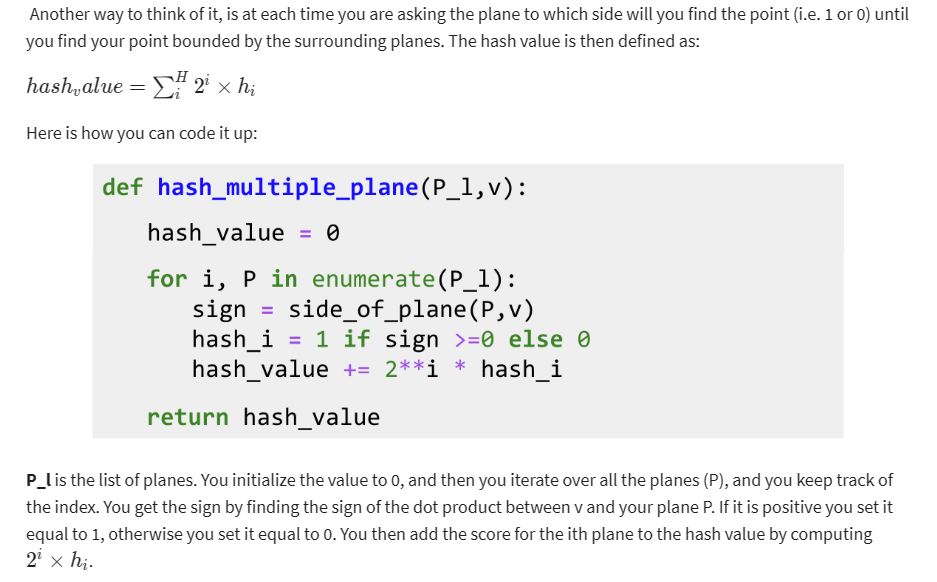 Another way to think of it, is at each time you are asking the plane to which side will you find the point (i.e. 1 or 0) until
you find your point bounded by the surrounding planes. The hash value is then defined as:
hash_value = ∑_i^H 2^i × h_i
Here is how you can code it up:
def hash_multiple_plane(P_l,v):
hash_value = 0
for i, P in enumerate(P_l):
sign = side_of_plane(P,v)
hash_i = 1 if sign >=0 else 0
hash_value += 2**i * hash_i
return hash_value
P_l is the list of planes. You initialize the value to 0, and then you iterate over all the planes (P), and you keep track of
the index. You get the sign by finding the sign of the dot product between v and your plane P. If it is positive you set it
equal to 1, otherwise you set it equal to 0. You then add the score for the ith plane to the hash value by computing
2^i × h_i.